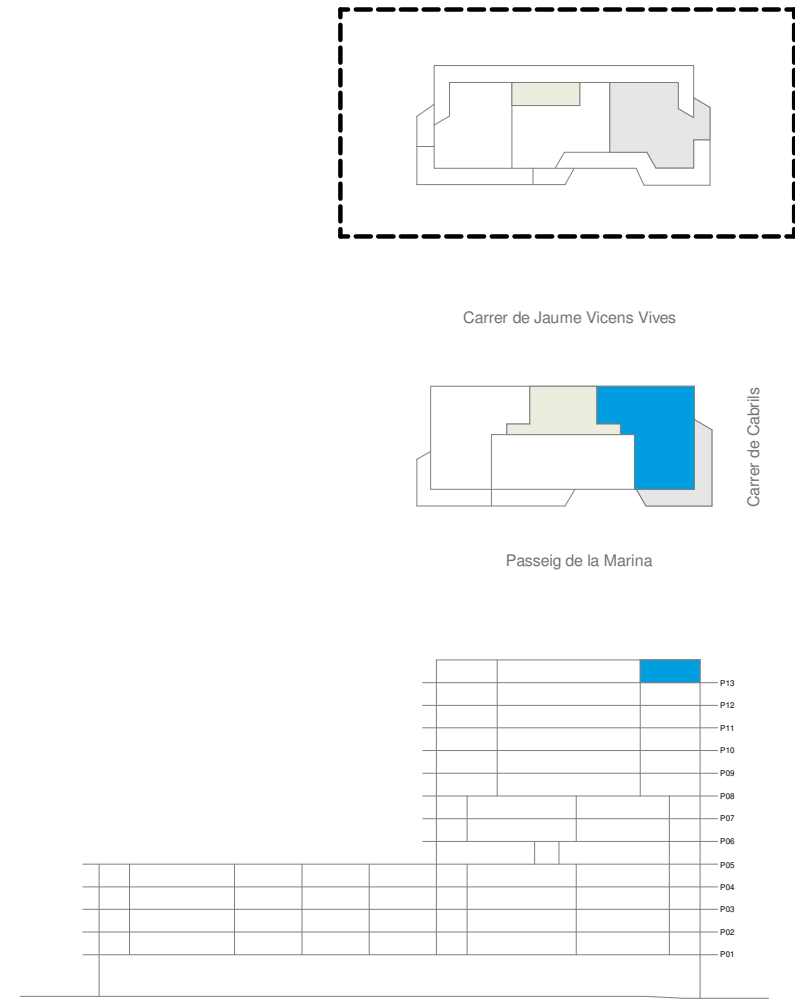 Carrer de Jaume Vicens Vives
Carrer de Cabrils
Passeig de la Marina
P13
P12
P11
P10
P09
P08
P07
P06
P05
P04
P03
P02
P01